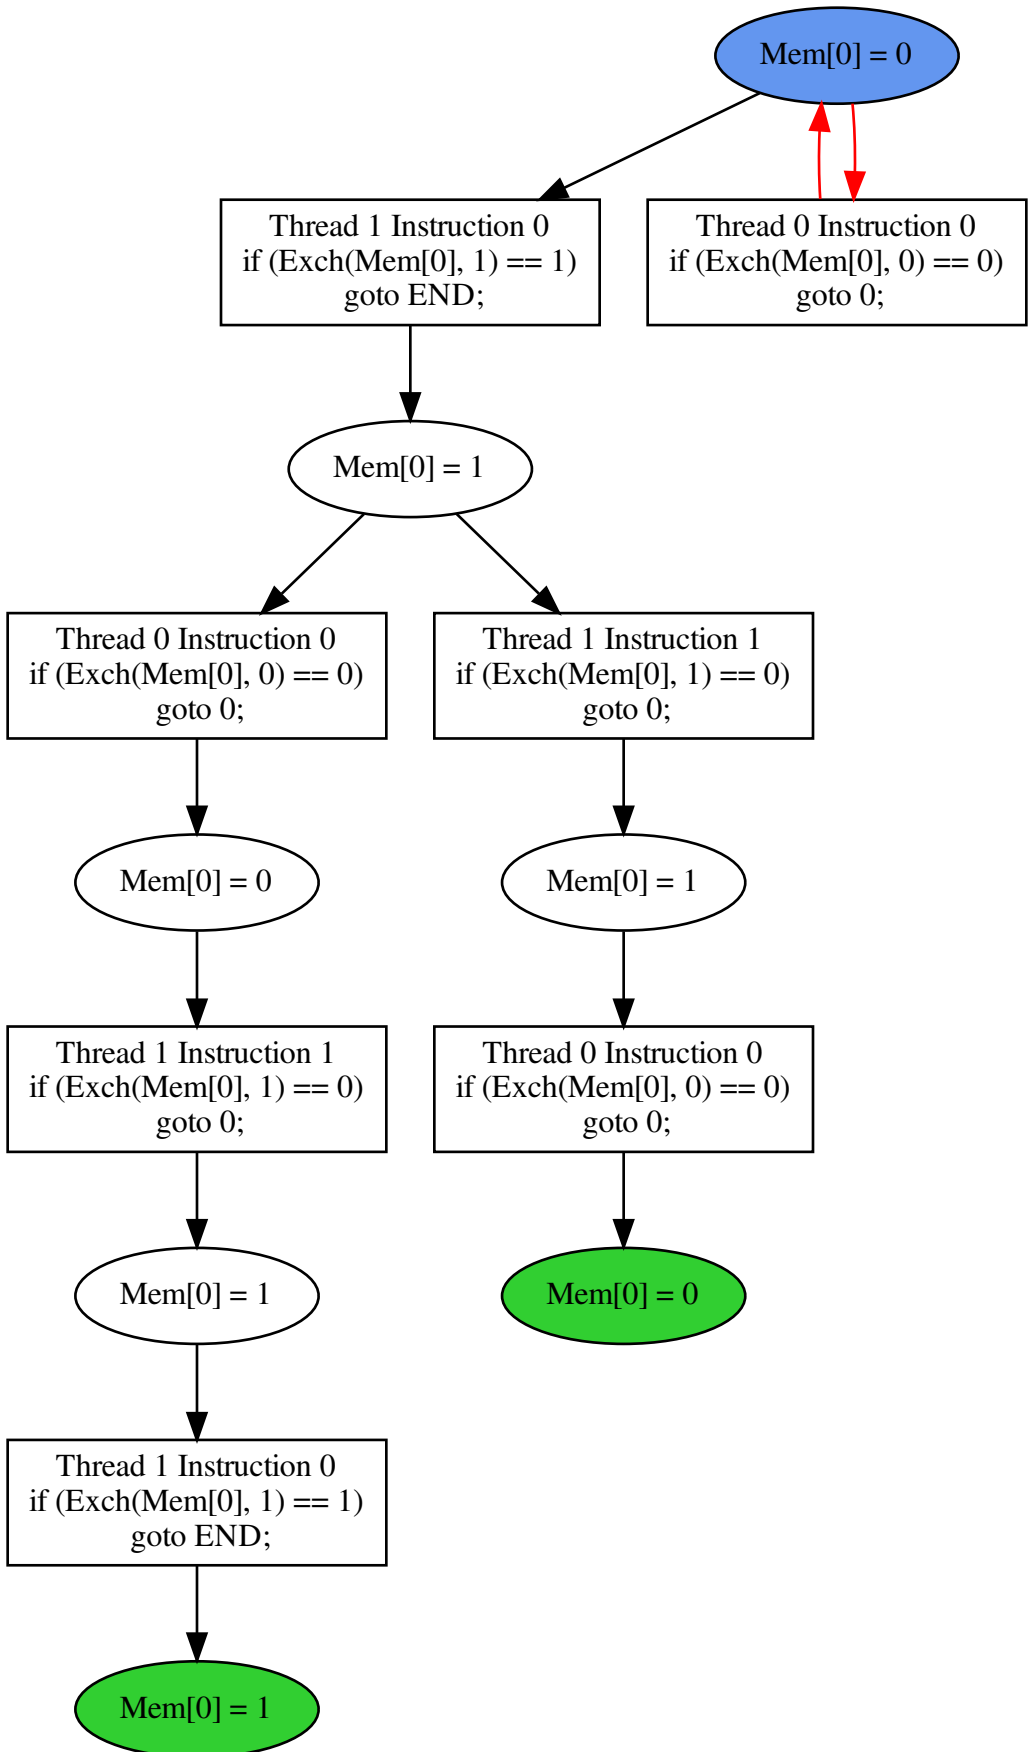 Mem[0] = 0
Thread 1 Instruction 0
if (Exch(Mem[0], 1) == 1)
goto END;
Thread 0 Instruction 0
if (Exch(Mem[0], 0) == 0)
goto 0;
Mem[0] = 1
Thread 0 Instruction 0
if (Exch(Mem[0], 0) == 0)
goto 0;
Thread 1 Instruction 1
if (Exch(Mem[0], 1) == 0)
goto 0;
Mem[0] = 0
Mem[0] = 1
Thread 1 Instruction 1
if (Exch(Mem[0], 1) == 0)
goto 0;
Thread 0 Instruction 0
if (Exch(Mem[0], 0) == 0)
goto 0;
Mem[0] = 1
Mem[0] = 0
Thread 1 Instruction 0
if (Exch(Mem[0], 1) == 1)
goto END;
Mem[0] = 1